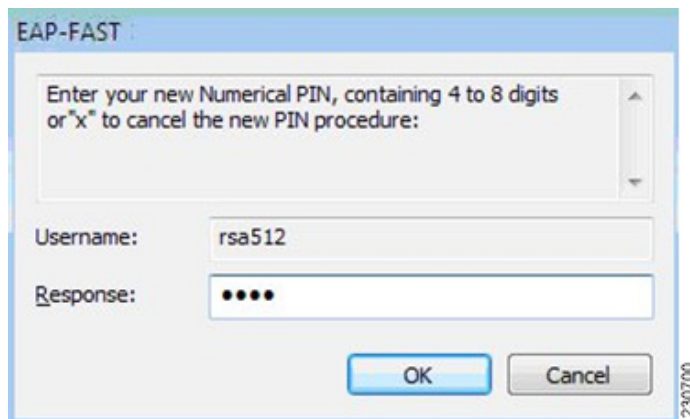 EAP-FAST
Enter your new Numerical PIN, containing 4 to 8 digits
or"x" to cancel the new PIN procedure:
Username: rsa512
Response: ••••
OK Cancel